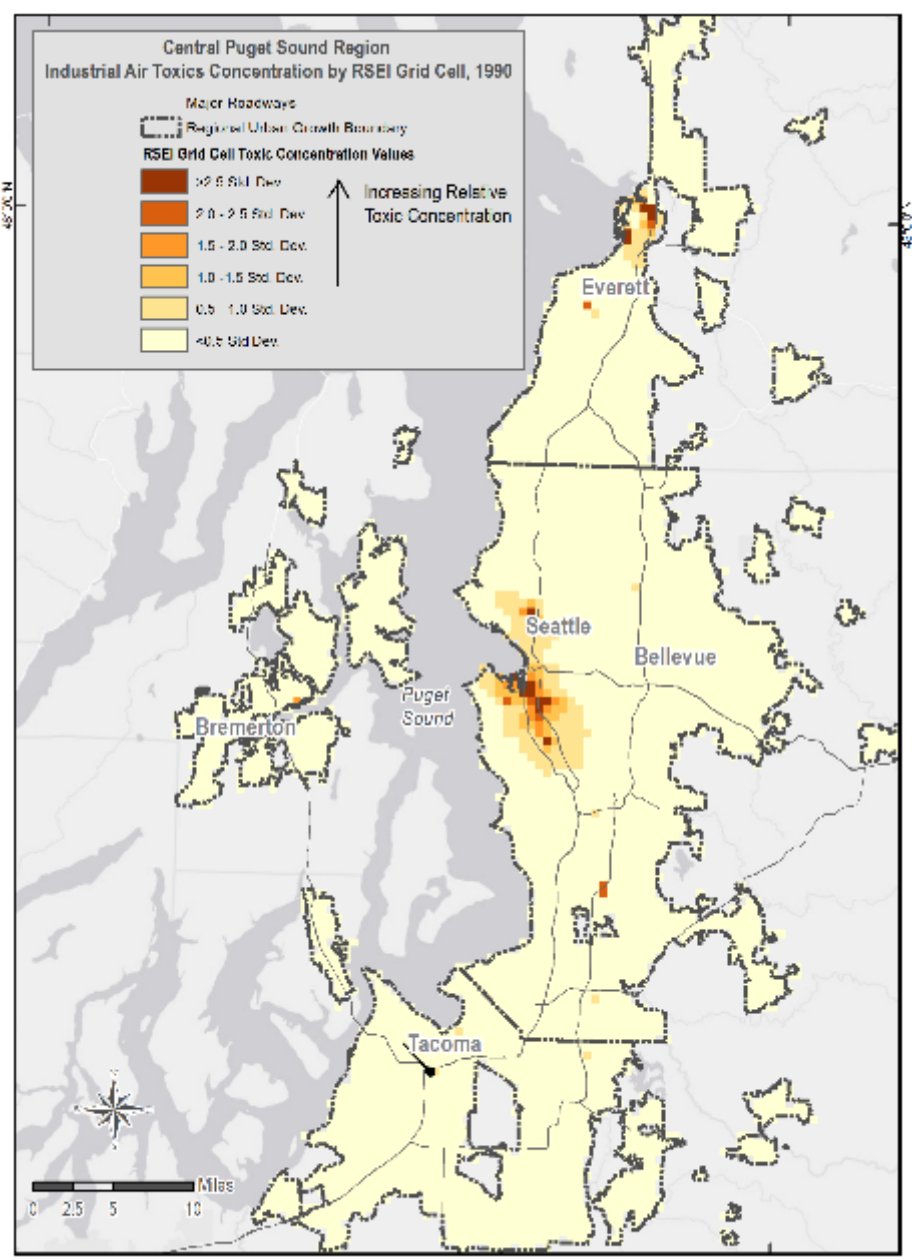 Central Puget Sound Region
Industrial Air Toxics Concentration by RSEI Grid Cell, 1990
Major Roadways
Regional Urban Growth Boundary
RSEI Grid Cell Toxic Concentration Values
>2.5 Std. Dev.
2.0 - 2.5 Std. Dev.
1.5 - 2.0 Std. Dev.
1.0 -1.5 Std. Dev.
0.5 - 1.0 Std. Dev.
<0.5 Std Dev.
Increasing Relative
Toxic Concentration
Everett
Seattle
Bellevue
Puget
Sound
Bremerton
Tacoma
Miles
0 2.5 5 10